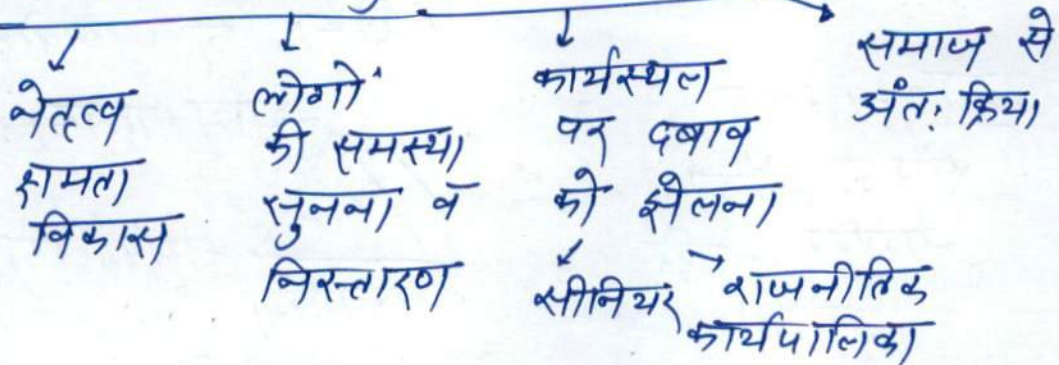 नेतृत्व
क्षमता
विकास
लोगों
की समस्या
सुनना व
निस्तारण
कार्यस्थल
पर दबाव
को झेलना
सीनियर
राजनीतिक
कार्यपालिका
समाज से
अंत: क्रिया